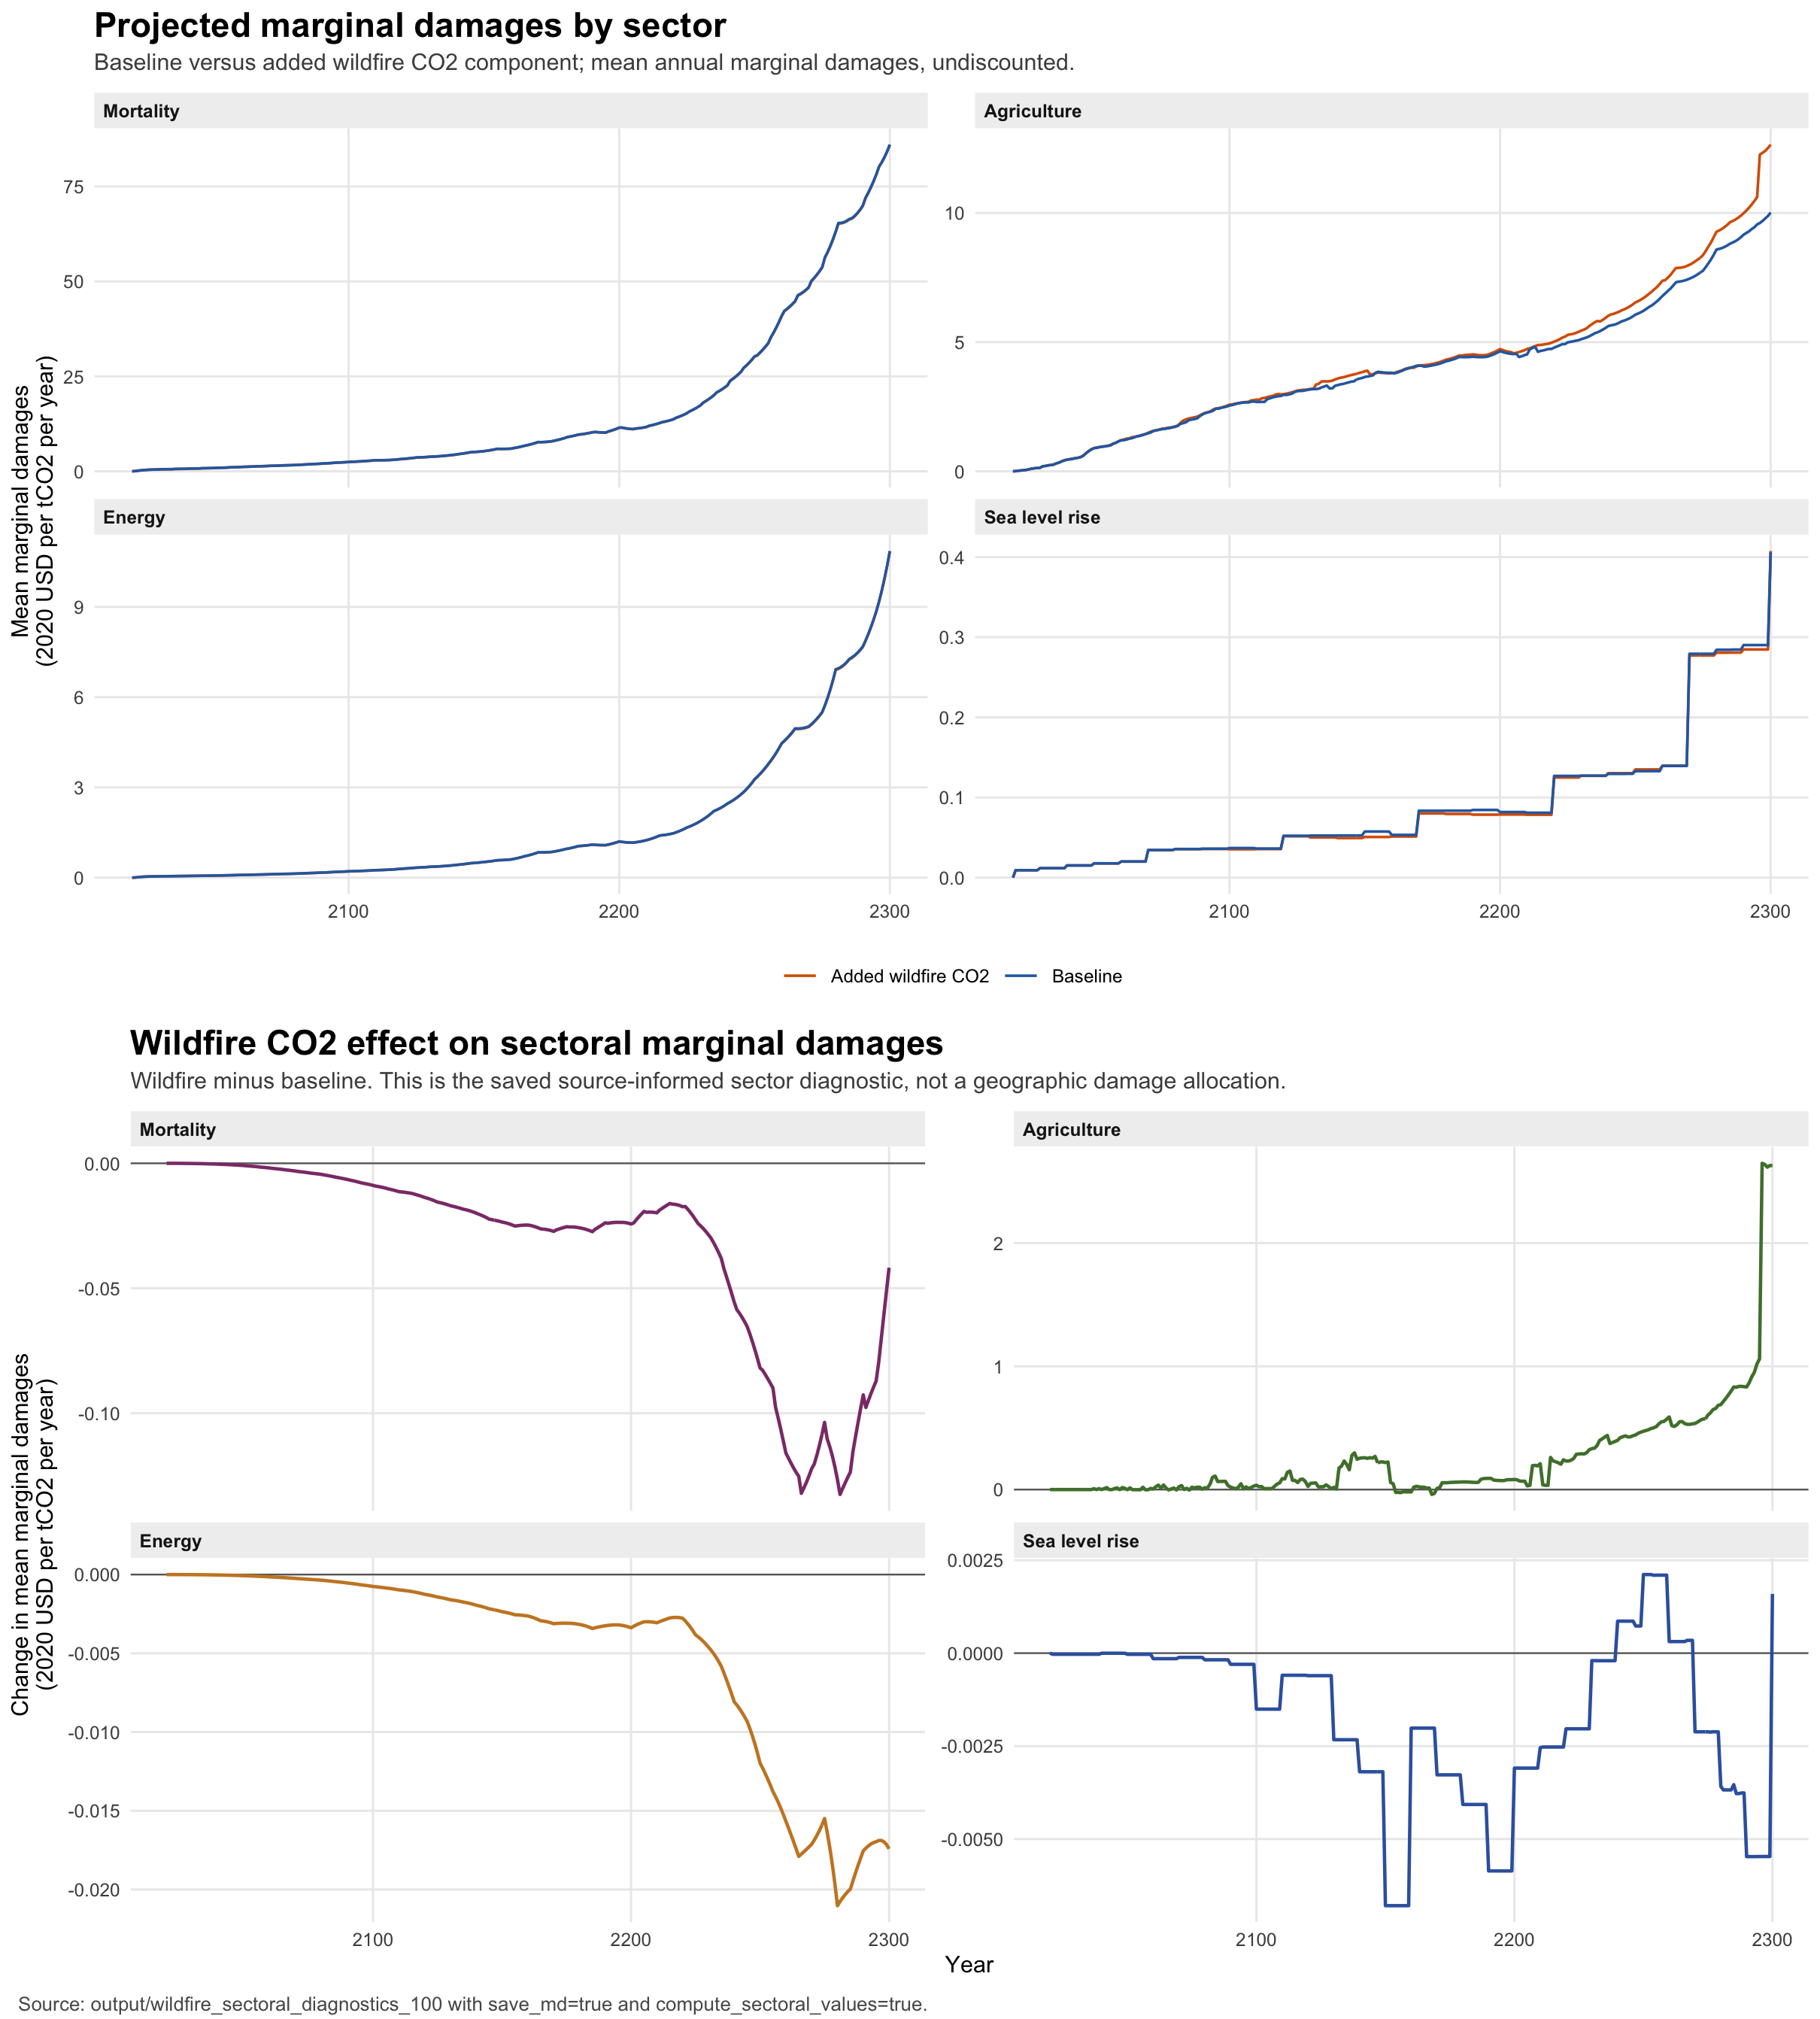 Projected marginal damages by sector
Baseline versus added wildfire CO2 component; mean annual marginal damages, undiscounted.
Mean marginal damages
(2020 USD per tCO2 per year)
Mortality
75
50
25
0
Agriculture
10
5
0
Energy
9
6
3
0
2100
2200
2300
Sea level rise
0.4
0.3
0.2
0.1
0.0
2100
2200
2300
Added wildfire CO2
Baseline
Wildfire CO2 effect on sectoral marginal damages
Wildfire minus baseline. This is the saved source-informed sector diagnostic, not a geographic damage allocation.
Change in mean marginal damages
(2020 USD per tCO2 per year)
Mortality
0.00
-0.05
-0.10
Agriculture
2
1
0
Energy
0.000
-0.005
-0.010
-0.015
-0.020
2100
2200
2300
Sea level rise
0.0025
0.0000
-0.0025
-0.0050
2100
2200
2300
Year
Source: output/wildfire_sectoral_diagnostics_100 with save_md=true and compute_sectoral_values=true.